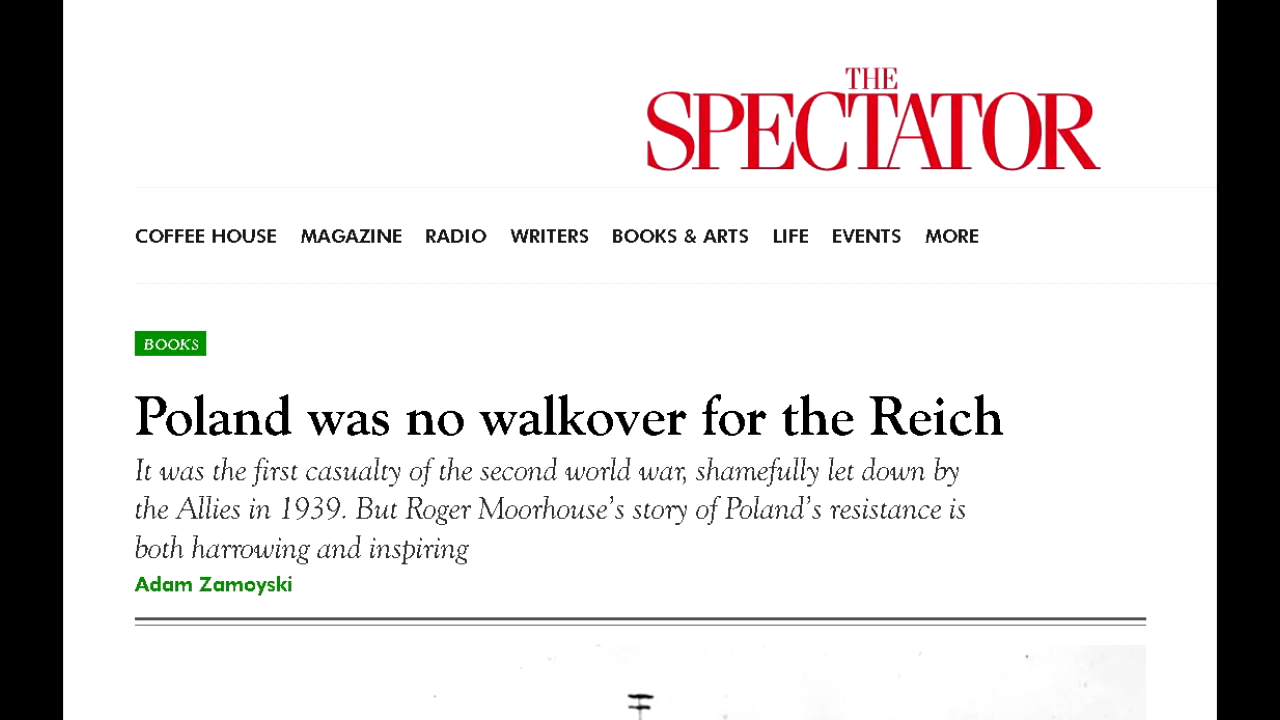 THE
SPECTATOR
COFFEE HOUSE MAGAZINE RADIO WRITERS BOOKS & ARTS LIFE EVENTS MORE
BOOKS
Poland was no walkover for the Reich
It was the first casualty of the second world war, shamefully let down by
the Allies in 1939. But Roger Moorhouse’s story of Poland’s resistance is
both harrowing and inspiring
Adam Zamoyski